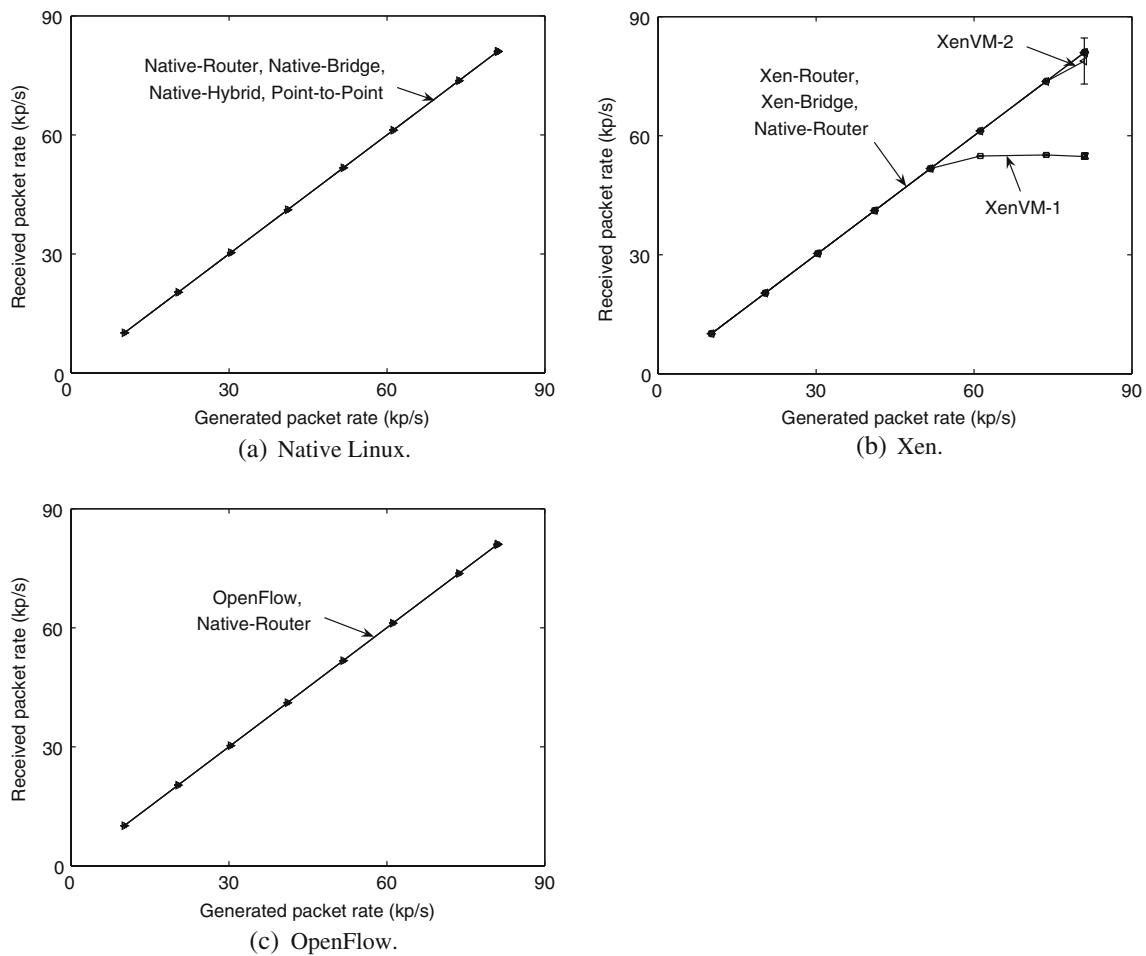 90
60
30
0
Received packet rate (kp/s)
Native-Router, Native-Bridge,
Native-Hybrid, Point-to-Point
0 30 60 90
Generated packet rate (kp/s)
(a) Native Linux.
90
60
30
0
Received packet rate (kp/s)
XenVM-2
Xen-Router,
Xen-Bridge,
Native-Router
XenVM-1
0 30 60 90
Generated packet rate (kp/s)
(b) Xen.
90
60
30
0
Received packet rate (kp/s)
OpenFlow,
Native-Router
0 30 60 90
Generated packet rate (kp/s)
(c) OpenFlow.